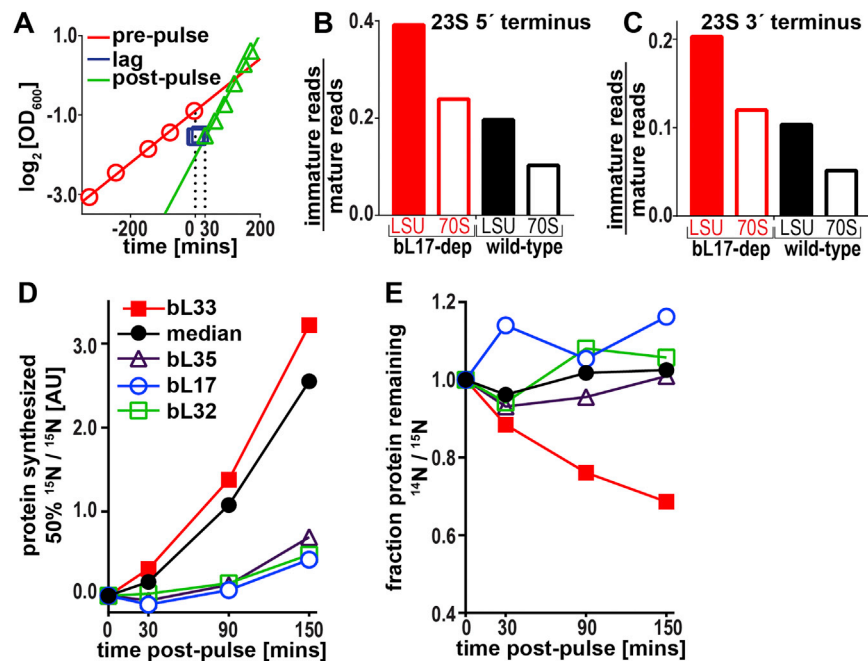 A
pre-pulse
lag
post-pulse
1.0
-1.0
-3.0
log2 [OD600]
-200
0
30
200
time [mins]
B
23S 5´ terminus
immature reads
mature reads
0.4
0.2
0.0
LSU
70S
LSU
70S
bL17-dep
wild-type
C
23S 3´ terminus
immature reads
mature reads
0.2
0.1
0.0
LSU
70S
LSU
70S
bL17-dep
wild-type
D
bL33
median
bL35
bL17
bL32
protein synthesized
50% ¹⁵N / ¹⁵N [AU]
3.0
2.0
1.0
0.0
0
30
90
150
time post-pulse [mins]
E
fraction protein remaining
¹⁴N / ¹⁵N
1.2
1.0
0.8
0.6
0.4
0
30
90
150
time post-pulse [mins]